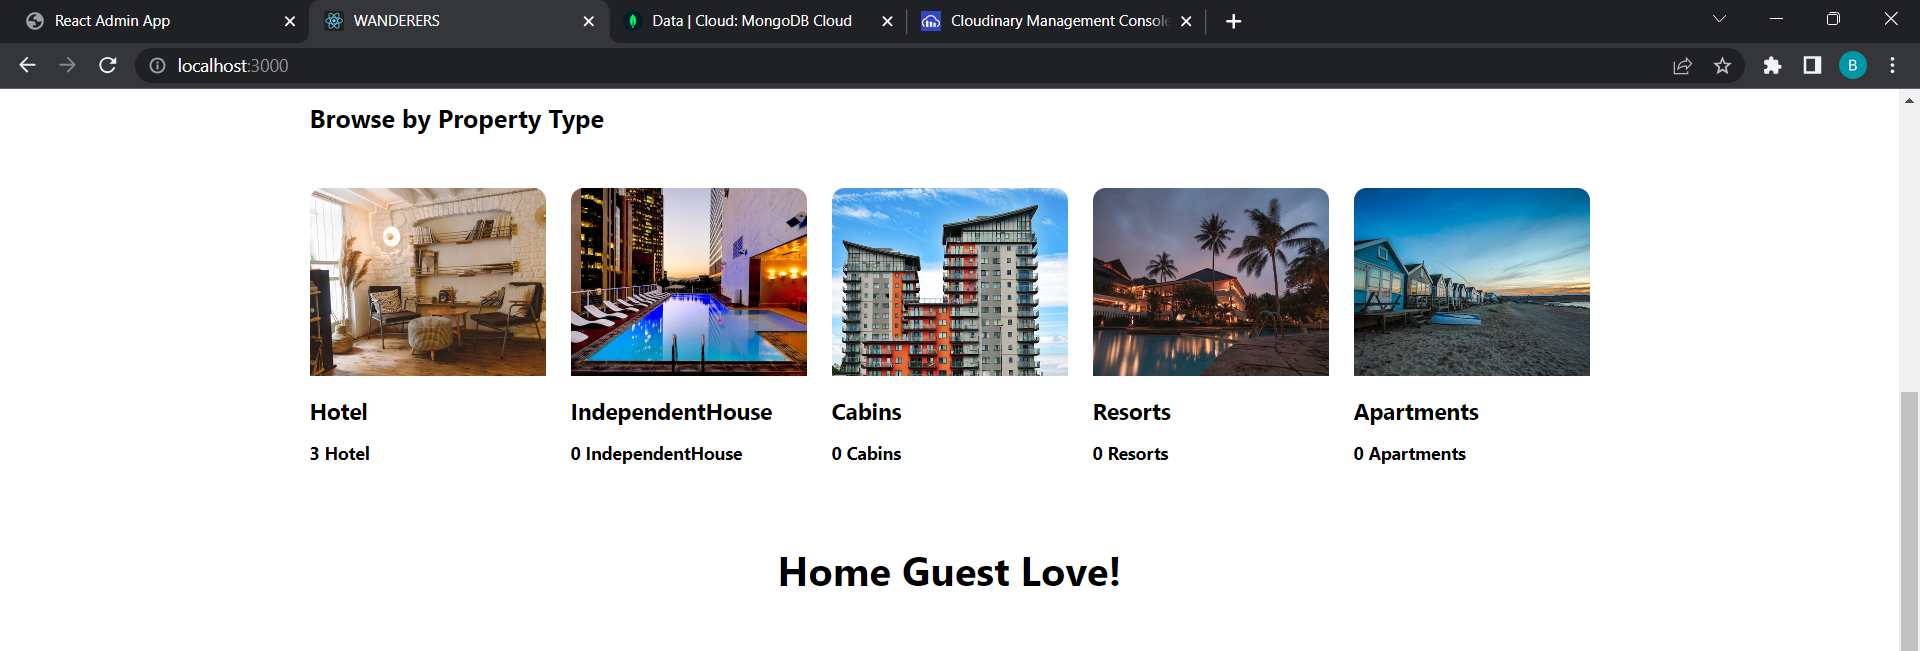 React Admin App
WANDERERS
Data | Cloud: MongoDB Cloud
Cloudinary Management Console
localhost:3000
B
Browse by Property Type
Hotel
IndependentHouse
Cabins
Resorts
Apartments
3 Hotel
0 IndependentHouse
0 Cabins
0 Resorts
0 Apartments
Home Guest Love!